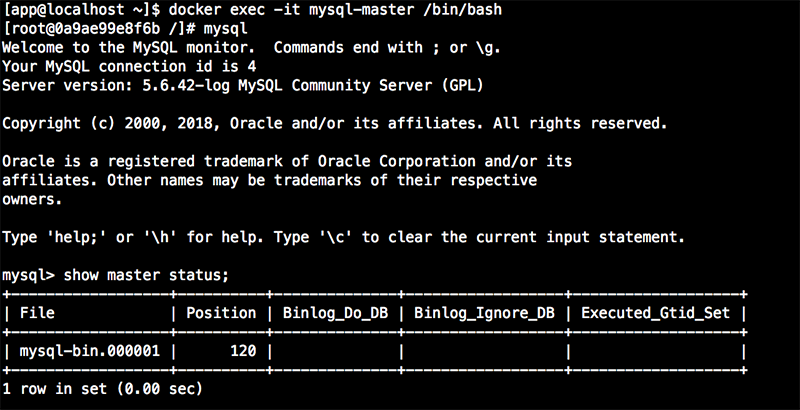 [app@localhost ~]$ docker exec -it mysql-master /bin/bash
[root@0a9ae99e8f6b /]# mysql
Welcome to the MySQL monitor.  Commands end with ; or \g.
Your MySQL connection id is 4
Server version: 5.6.42-log MySQL Community Server (GPL)

Copyright (c) 2000, 2018, Oracle and/or its affiliates. All rights reserved.

Oracle is a registered trademark of Oracle Corporation and/or its
affiliates. Other names may be trademarks of their respective
owners.

Type 'help;' or '\h' for help. Type '\c' to clear the current input statement.

mysql> show master status;
+------------------+----------+--------------+------------------+-------------------+
| File             | Position | Binlog_Do_DB | Binlog_Ignore_DB | Executed_Gtid_Set |
+------------------+----------+--------------+------------------+-------------------+
| mysql-bin.000001 |      120 |              |                  |                   |
+------------------+----------+--------------+------------------+-------------------+
1 row in set (0.00 sec)